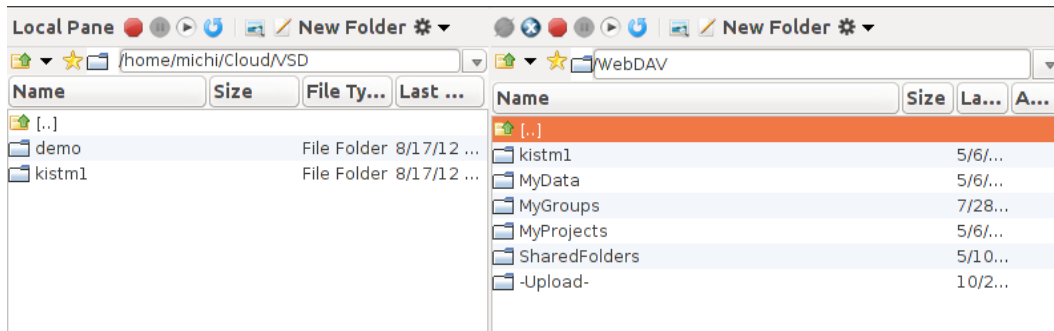 Local Pane New Folder
/home/michi/Cloud/VSD
Name Size File Ty... Last ...
[..]
demo File Folder 8/17/12 ...
kistm1 File Folder 8/17/12 ...
New Folder
/WebDAV
Name Size La... A...
[..]
kistm1 5/6/...
MyData 5/6/...
MyGroups 7/28...
MyProjects 5/6/...
SharedFolders 5/10...
-Upload- 10/2...